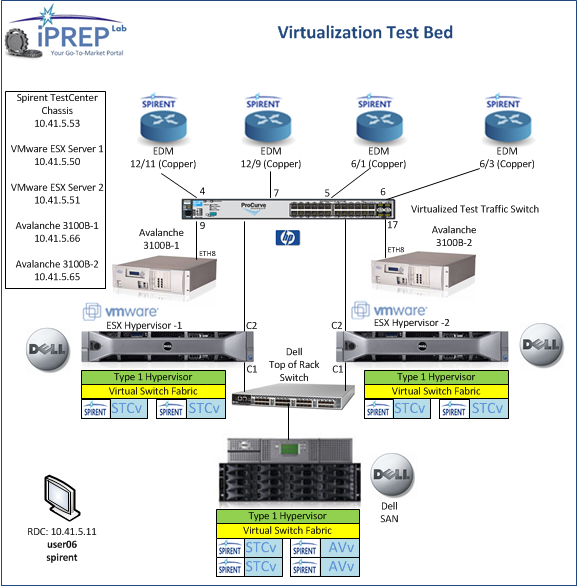 iPREP Lab
Your Go-To-Market Portal
Virtualization Test Bed
Spirent TestCenter
Chassis
10.41.5.53
VMware ESX Server 1
10.41.5.50
VMware ESX Server 2
10.41.5.51
Avalanche 3100B-1
10.41.5.66
Avalanche 3100B-2
10.41.5.65
SPIRENT
SPIRENT
SPIRENT
SPIRENT
EDM
12/11 (Copper)
EDM
12/9 (Copper)
EDM
6/1 (Copper)
EDM
6/3 (Copper)
4
7
5
6
ProCurve
9
17
Virtualized Test Traffic Switch
hp
Avalanche
3100B-1
ETH8
Avalanche
3100B-2
ETH8
vmware
ESX Hypervisor -1
vmware
ESX Hypervisor -2
C2
C2
DELL
DELL
C1
C1
Dell
Top of Rack
Switch
Type 1 Hypervisor
Virtual Switch Fabric
SPIRENT STCv SPIRENT STCv
Type 1 Hypervisor
Virtual Switch Fabric
SPIRENT STCv SPIRENT STCv
DELL
Dell
SAN
RDC: 10.41.5.11
user06
spirent
Type 1 Hypervisor
Virtual Switch Fabric
SPIRENT STCv SPIRENT AVv
SPIRENT STCv SPIRENT AVv